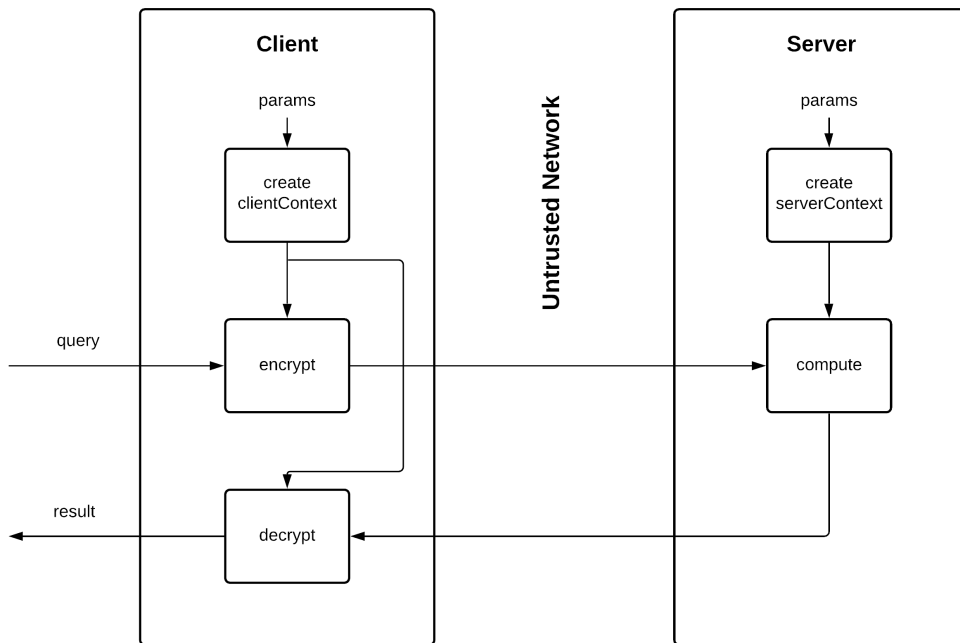 Client
Server
params
params
Untrusted Network
create
clientContext
create
serverContext
query
encrypt
compute
result
decrypt